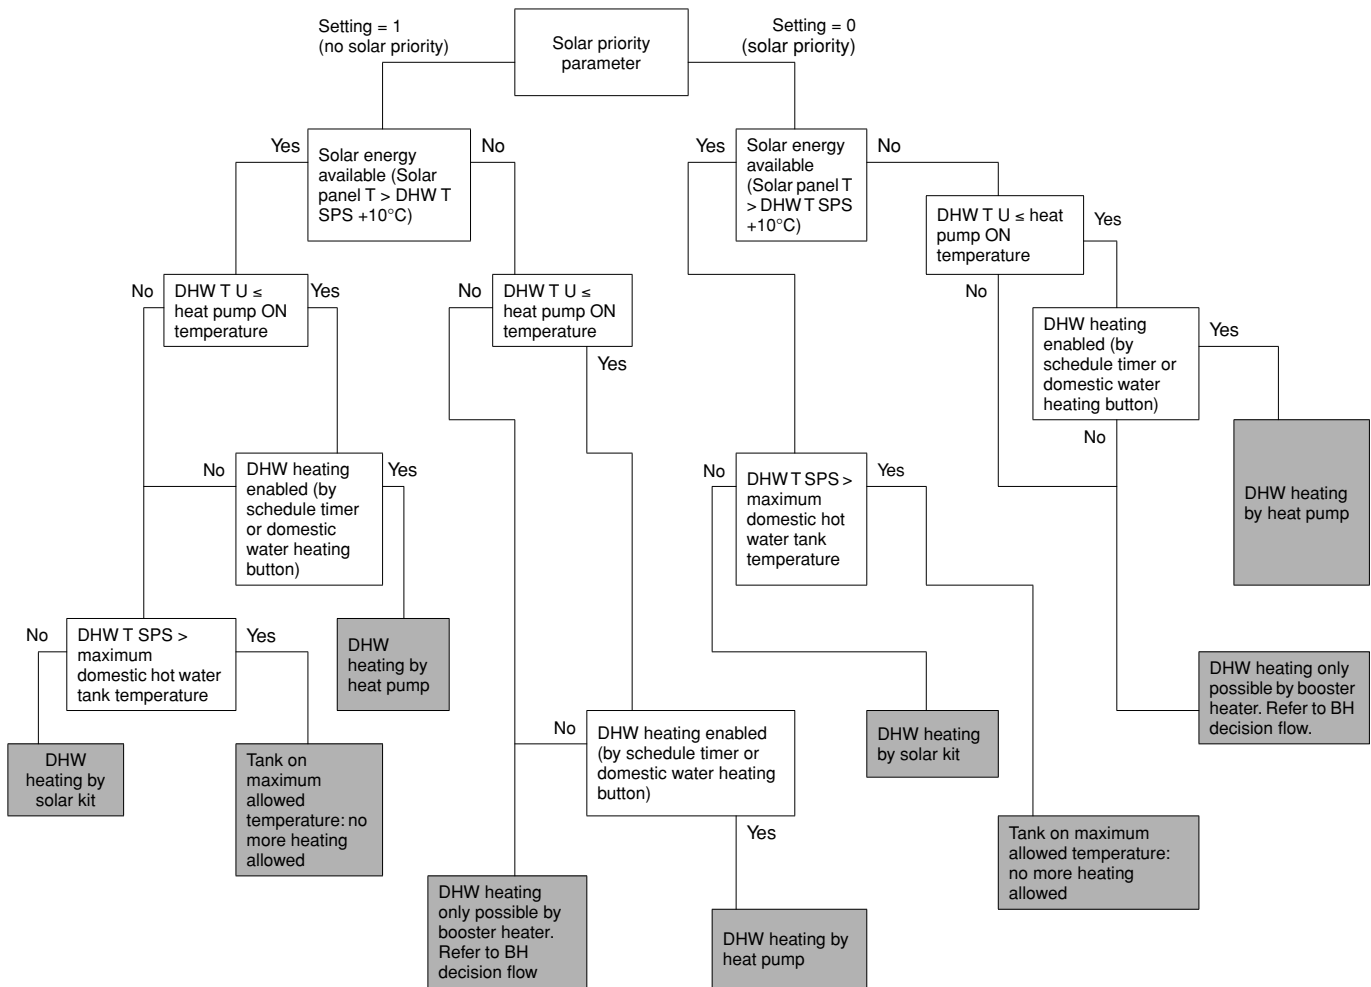 Setting = 1
(no solar priority)
Solar priority
parameter
Setting = 0
(solar priority)
Yes
Solar energy
available (Solar
panel T > DHW T
SPS +10°C)
No
Yes
Solar energy
available
(Solar panel T
> DHW T SPS
+10°C)
No
DHW T U ≤ heat
pump ON
temperature
Yes
No
No
DHW T U ≤
heat pump ON
temperature
Yes
No
DHW T U ≤
heat pump ON
temperature
Yes
DHW heating
enabled (by
schedule timer or
domestic water
heating button)
Yes
No
No
DHW heating
enabled (by
schedule timer
or domestic
water heating
button)
Yes
No
DHW T SPS >
maximum
domestic hot
water tank
temperature
Yes
DHW heating
by heat pump
No
DHW T SPS >
maximum
domestic hot water
tank temperature
Yes
DHW
heating by
heat pump
DHW heating only
possible by booster
heater. Refer to BH
decision flow.
No
DHW heating enabled
(by schedule timer or
domestic water heating
button)
Yes
DHW heating
by solar kit
DHW
heating by
solar kit
Tank on
maximum
allowed
temperature: no
more heating
allowed
Tank on maximum
allowed temperature:
no more heating
allowed
DHW heating
only possible by
booster heater.
Refer to BH
decision flow
DHW heating by
heat pump